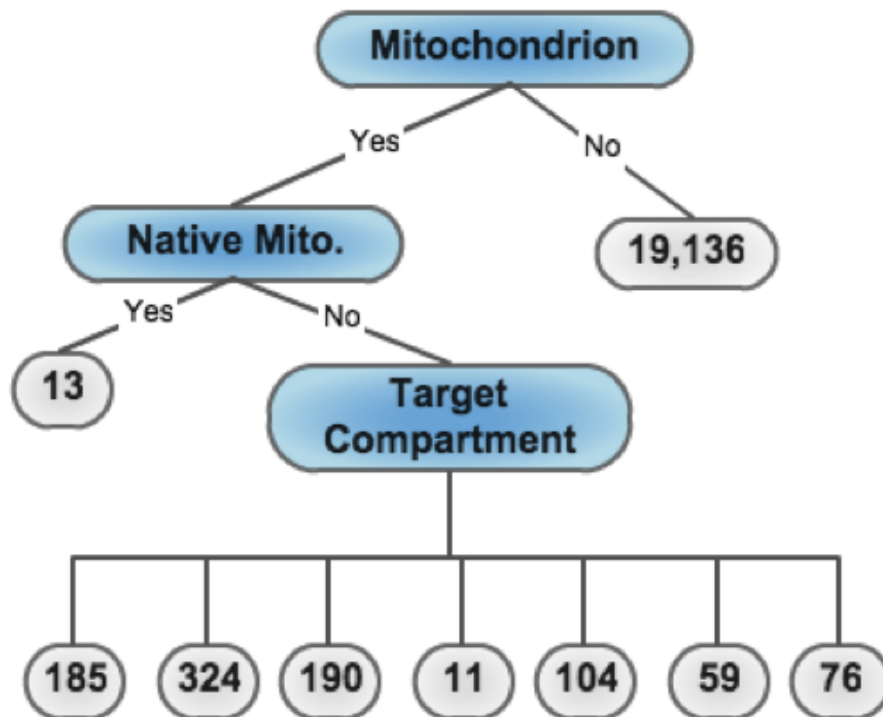 Mitochondrion
Yes
No
Native Mito.
19,136
Yes
No
13
Target
Compartment
185 324 190 11 104 59 76